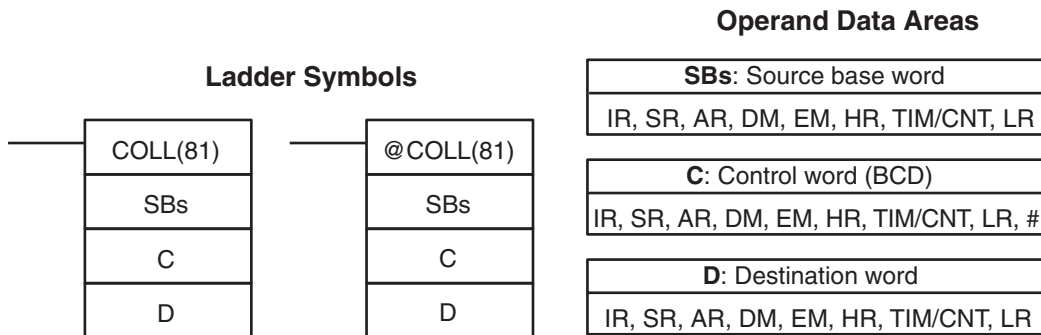 Ladder Symbols
COLL(81)
SBs
C
D
@COLL(81)
SBs
C
D
Operand Data Areas
SBs: Source base word
IR, SR, AR, DM, EM, HR, TIM/CNT, LR
C: Control word (BCD)
IR, SR, AR, DM, EM, HR, TIM/CNT, LR, #
D: Destination word
IR, SR, AR, DM, EM, HR, TIM/CNT, LR